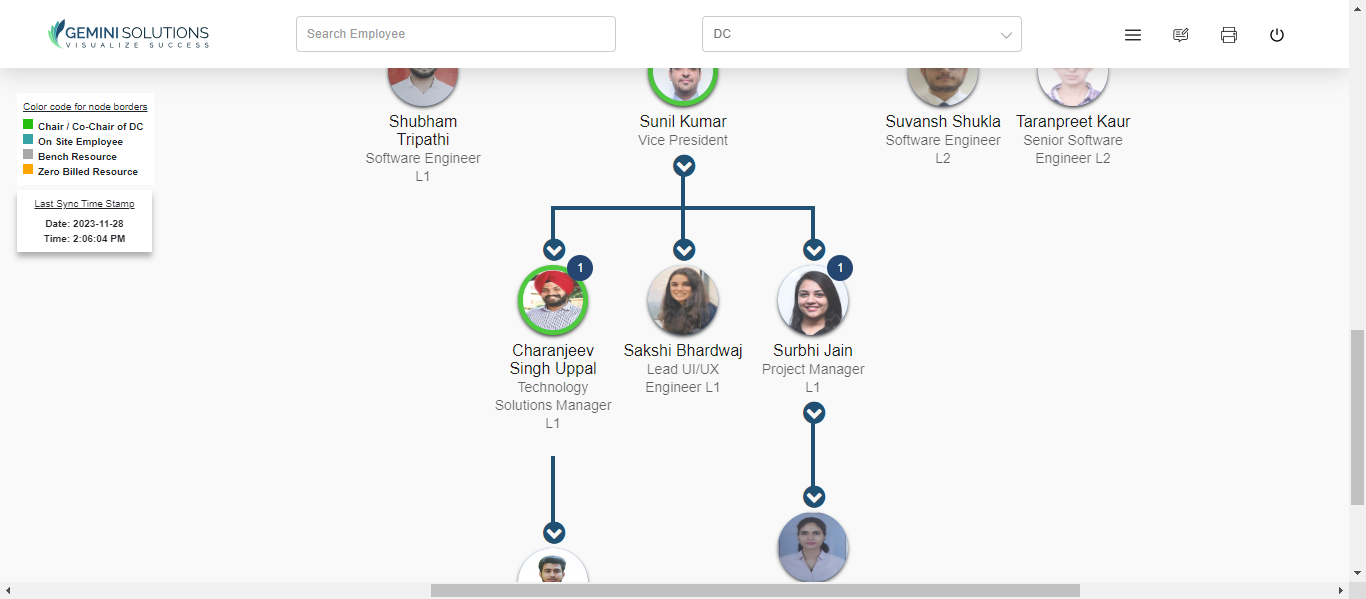 GEMINI SOLUTIONS
VISUALIZE SUCCESS
Search Employee
DC
Color code for node borders
Chair / Co-Chair of DC
On Site Employee
Bench Resource
Zero Billed Resource
Last Sync Time Stamp
Date: 2023-11-28
Time: 2:06:04 PM
Shubham
Tripathi
Software Engineer
L1
Sunil Kumar
Vice President
Suvansh Shukla
Software Engineer
L2
Taranpreet Kaur
Senior Software
Engineer L2
1
Charanjeev
Singh Uppal
Technology
Solutions Manager
L1
Sakshi Bhardwaj
Lead UI/UX
Engineer L1
1
Surbhi Jain
Project Manager
L1